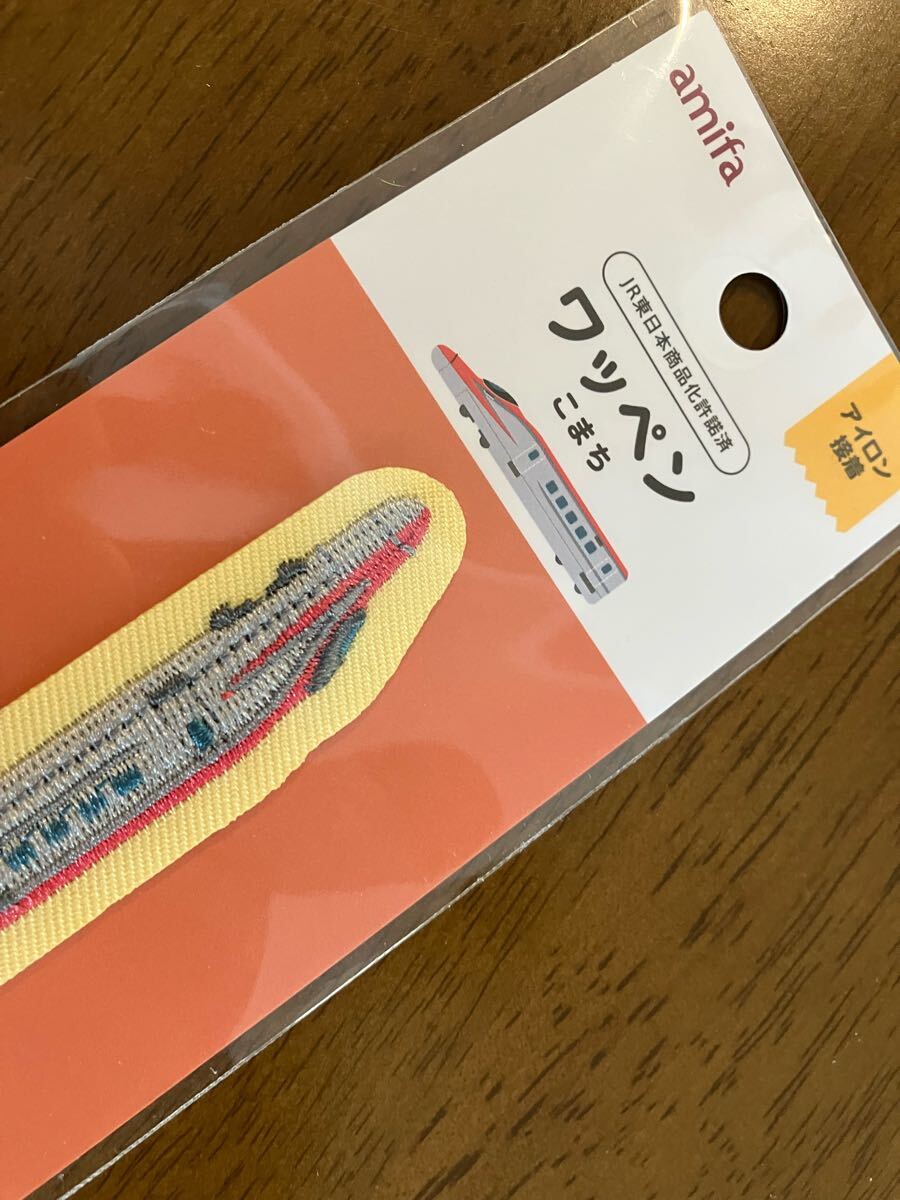 amifa
JR東日本商品化許諾済
ワッペン
こまち
アイロン
接着